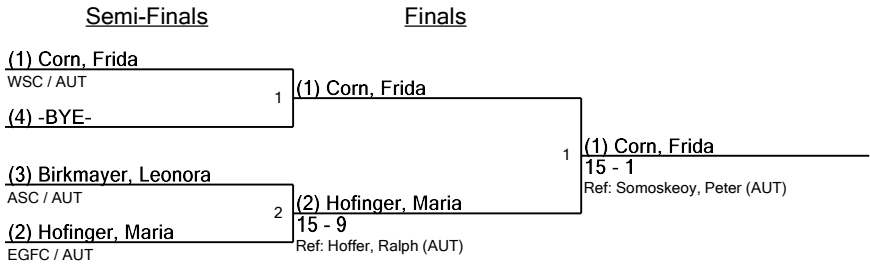 Semi-Finals
Finals
(1) Corn, Frida
WSC / AUT
(4) -BYE-
1
(1) Corn, Frida
(3) Birkmayer, Leonora
ASC / AUT
(2) Hofinger, Maria
EGFC / AUT
2
(2) Hofinger, Maria
15 - 9
Ref: Hoffer, Ralph (AUT)
1
(1) Corn, Frida
15 - 1
Ref: Somoskeoy, Peter (AUT)